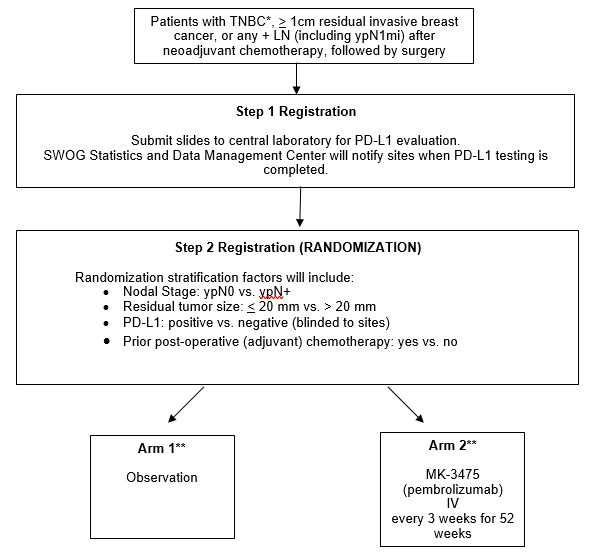 Patients with TNBC*, ≥ 1cm residual invasive breast
cancer, or any + LN (including ypN1mi) after
neoadjuvant chemotherapy, followed by surgery
Step 1 Registration
Submit slides to central laboratory for PD-L1 evaluation.
SWOG Statistics and Data Management Center will notify sites when PD-L1 testing is
completed.
Step 2 Registration (RANDOMIZATION)
Randomization stratification factors will include:
• Nodal Stage: ypN0 vs. ypN+
• Residual tumor size: ≤ 20 mm vs. > 20 mm
• PD-L1: positive vs. negative (blinded to sites)
• Prior post-operative (adjuvant) chemotherapy: yes vs. no
Arm 1**
Observation
Arm 2**
MK-3475
(pembrolizumab)
IV
every 3 weeks for 52
weeks